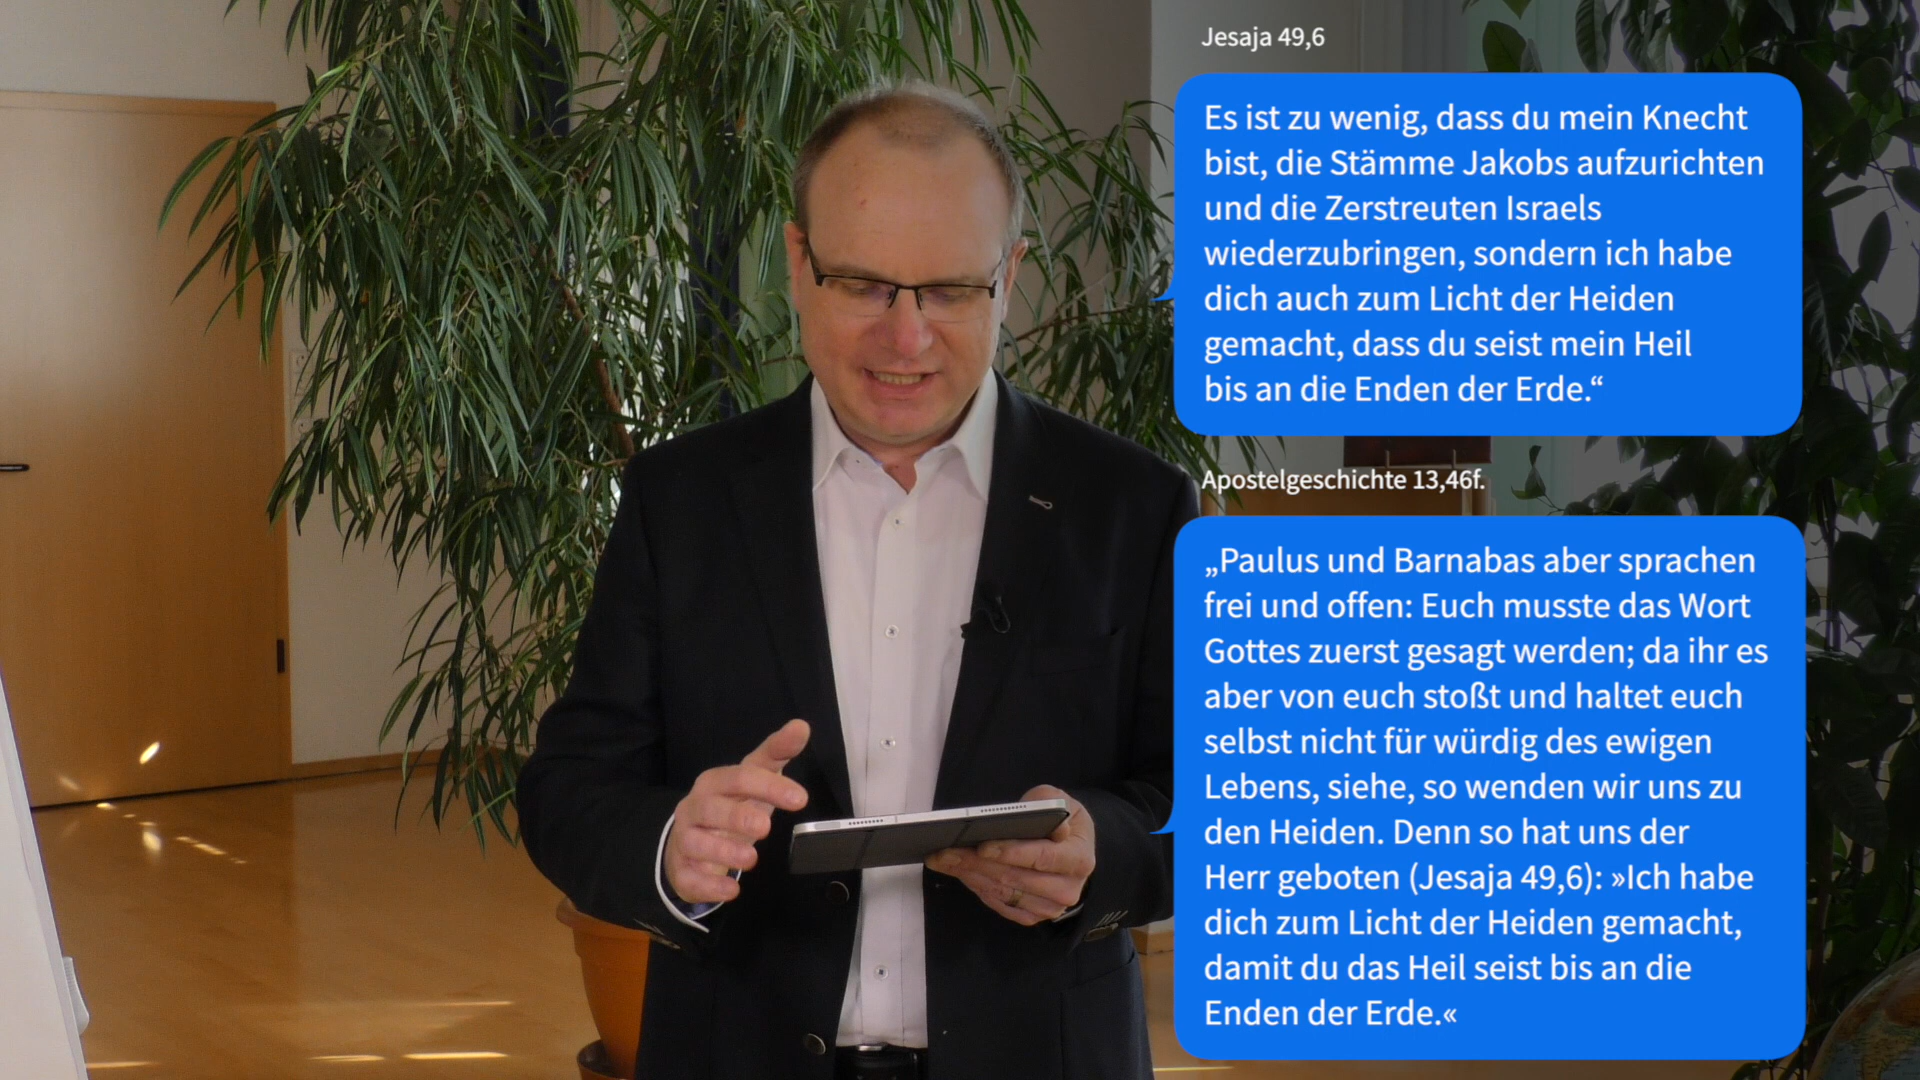 Jesaja 49,6
Es ist zu wenig, dass du mein Knecht
bist, die Stämme Jakobs aufzurichten
und die Zerstreuten Israels
wiederzubringen, sondern ich habe
dich auch zum Licht der Heiden
gemacht, dass du seist mein Heil
bis an die Enden der Erde.“
Apostelgeschichte 13,46f.
„Paulus und Barnabas aber sprachen
frei und offen: Euch musste das Wort
Gottes zuerst gesagt werden; da ihr es
aber von euch stoßt und haltet euch
selbst nicht für würdig des ewigen
Lebens, siehe, so wenden wir uns zu
den Heiden. Denn so hat uns der
Herr geboten (Jesaja 49,6): »Ich habe
dich zum Licht der Heiden gemacht,
damit du das Heil seist bis an die
Enden der Erde.«